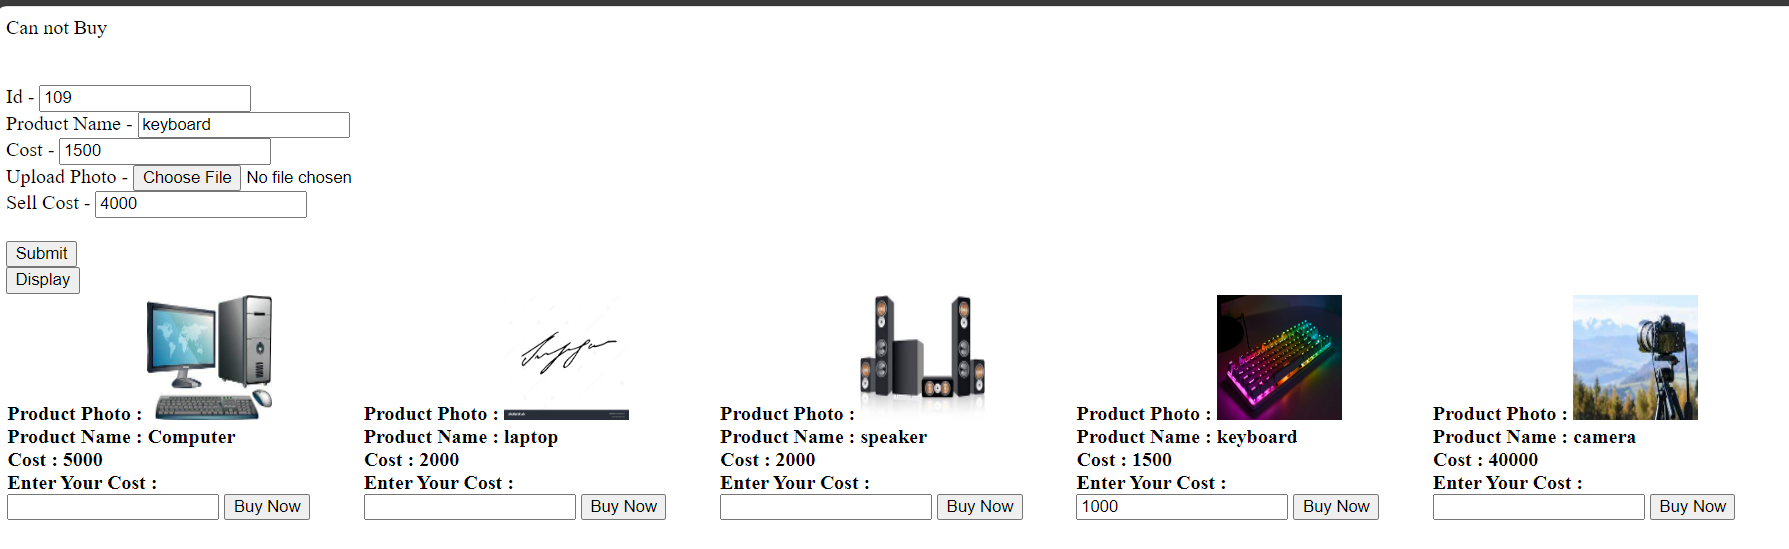 Can not Buy
Id - 109
Product Name - keyboard
Cost - 1500
Upload Photo - Choose File No file chosen
Sell Cost - 4000
Submit
Display
Product Photo :
Product Name : Computer
Cost : 5000
Enter Your Cost :
Buy Now
Product Photo :
Product Name : laptop
Cost : 2000
Enter Your Cost :
Buy Now
Product Photo :
Product Name : speaker
Cost : 2000
Enter Your Cost :
Buy Now
Product Photo :
Product Name : keyboard
Cost : 1500
Enter Your Cost :
1000 Buy Now
Product Photo :
Product Name : camera
Cost : 40000
Enter Your Cost :
Buy Now